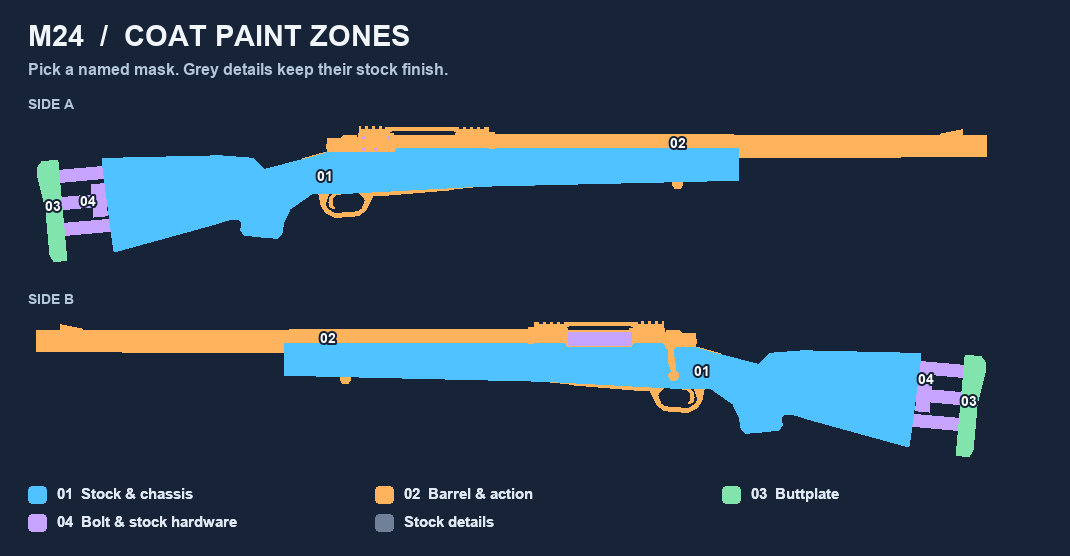 M24 / COAT PAINT ZONES
Pick a named mask. Grey details keep their stock finish.
SIDE A
02
01
04
03
SIDE B
02
01
04
03
01 Stock & chassis
02 Barrel & action
03 Buttplate
04 Bolt & stock hardware
Stock details